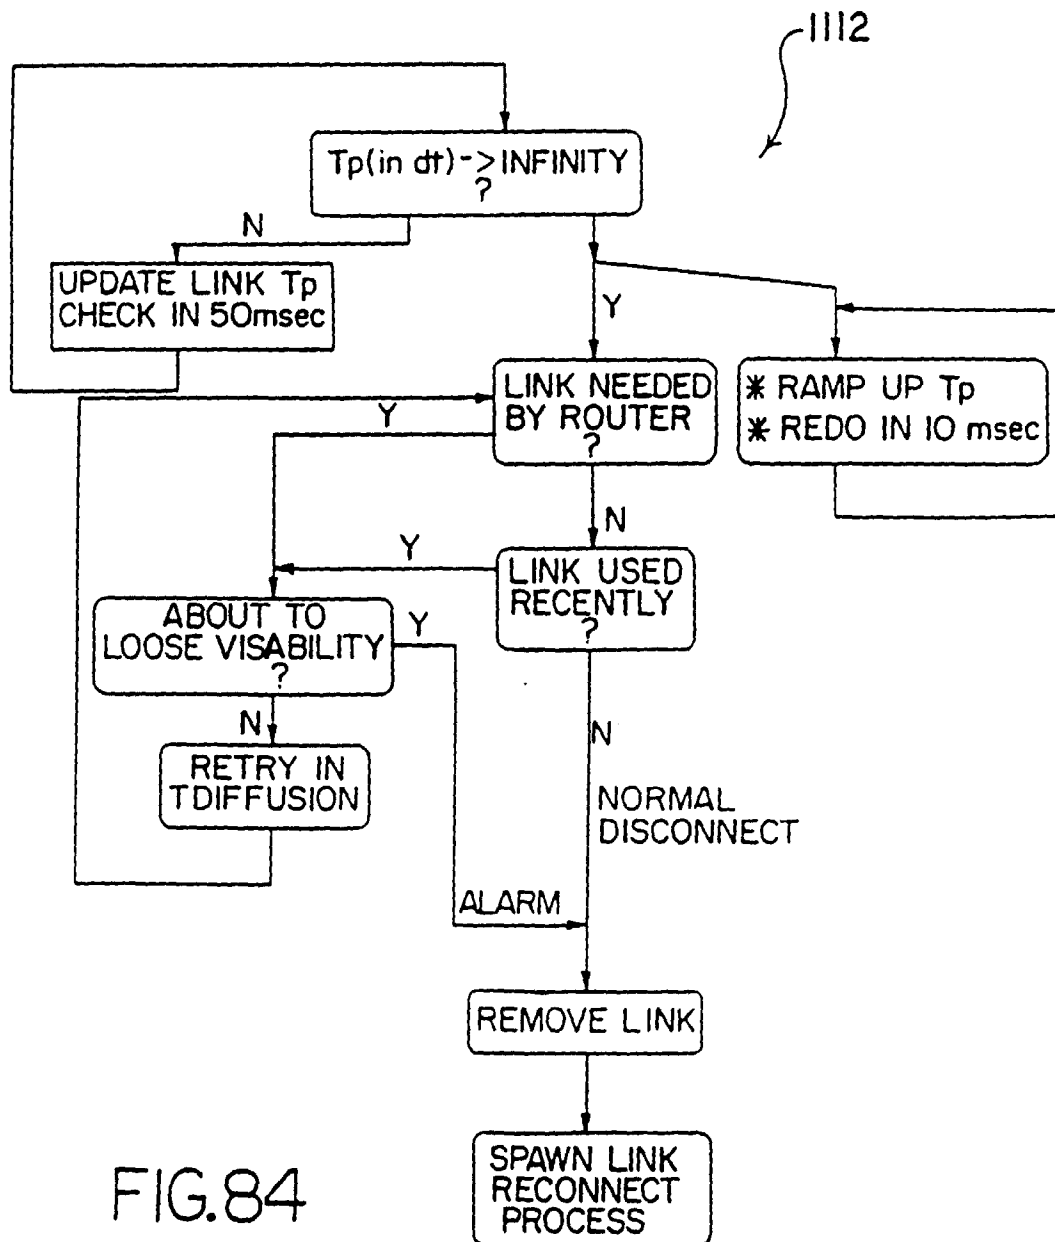 1112
Tp(in dt)->INFINITY
?
N
UPDATE LINK Tp
CHECK IN 50msec
Y
LINK NEEDED
BY ROUTER
?
* RAMP UP Tp
* REDO IN 10 msec
Y
N
Y
LINK USED
RECENTLY
?
ABOUT TO
LOOSE VISABILITY
?
Y
N
N
RETRY IN
TDIFFUSION
NORMAL
DISCONNECT
ALARM
REMOVE LINK
SPAWN LINK
RECONNECT
PROCESS
FIG.84